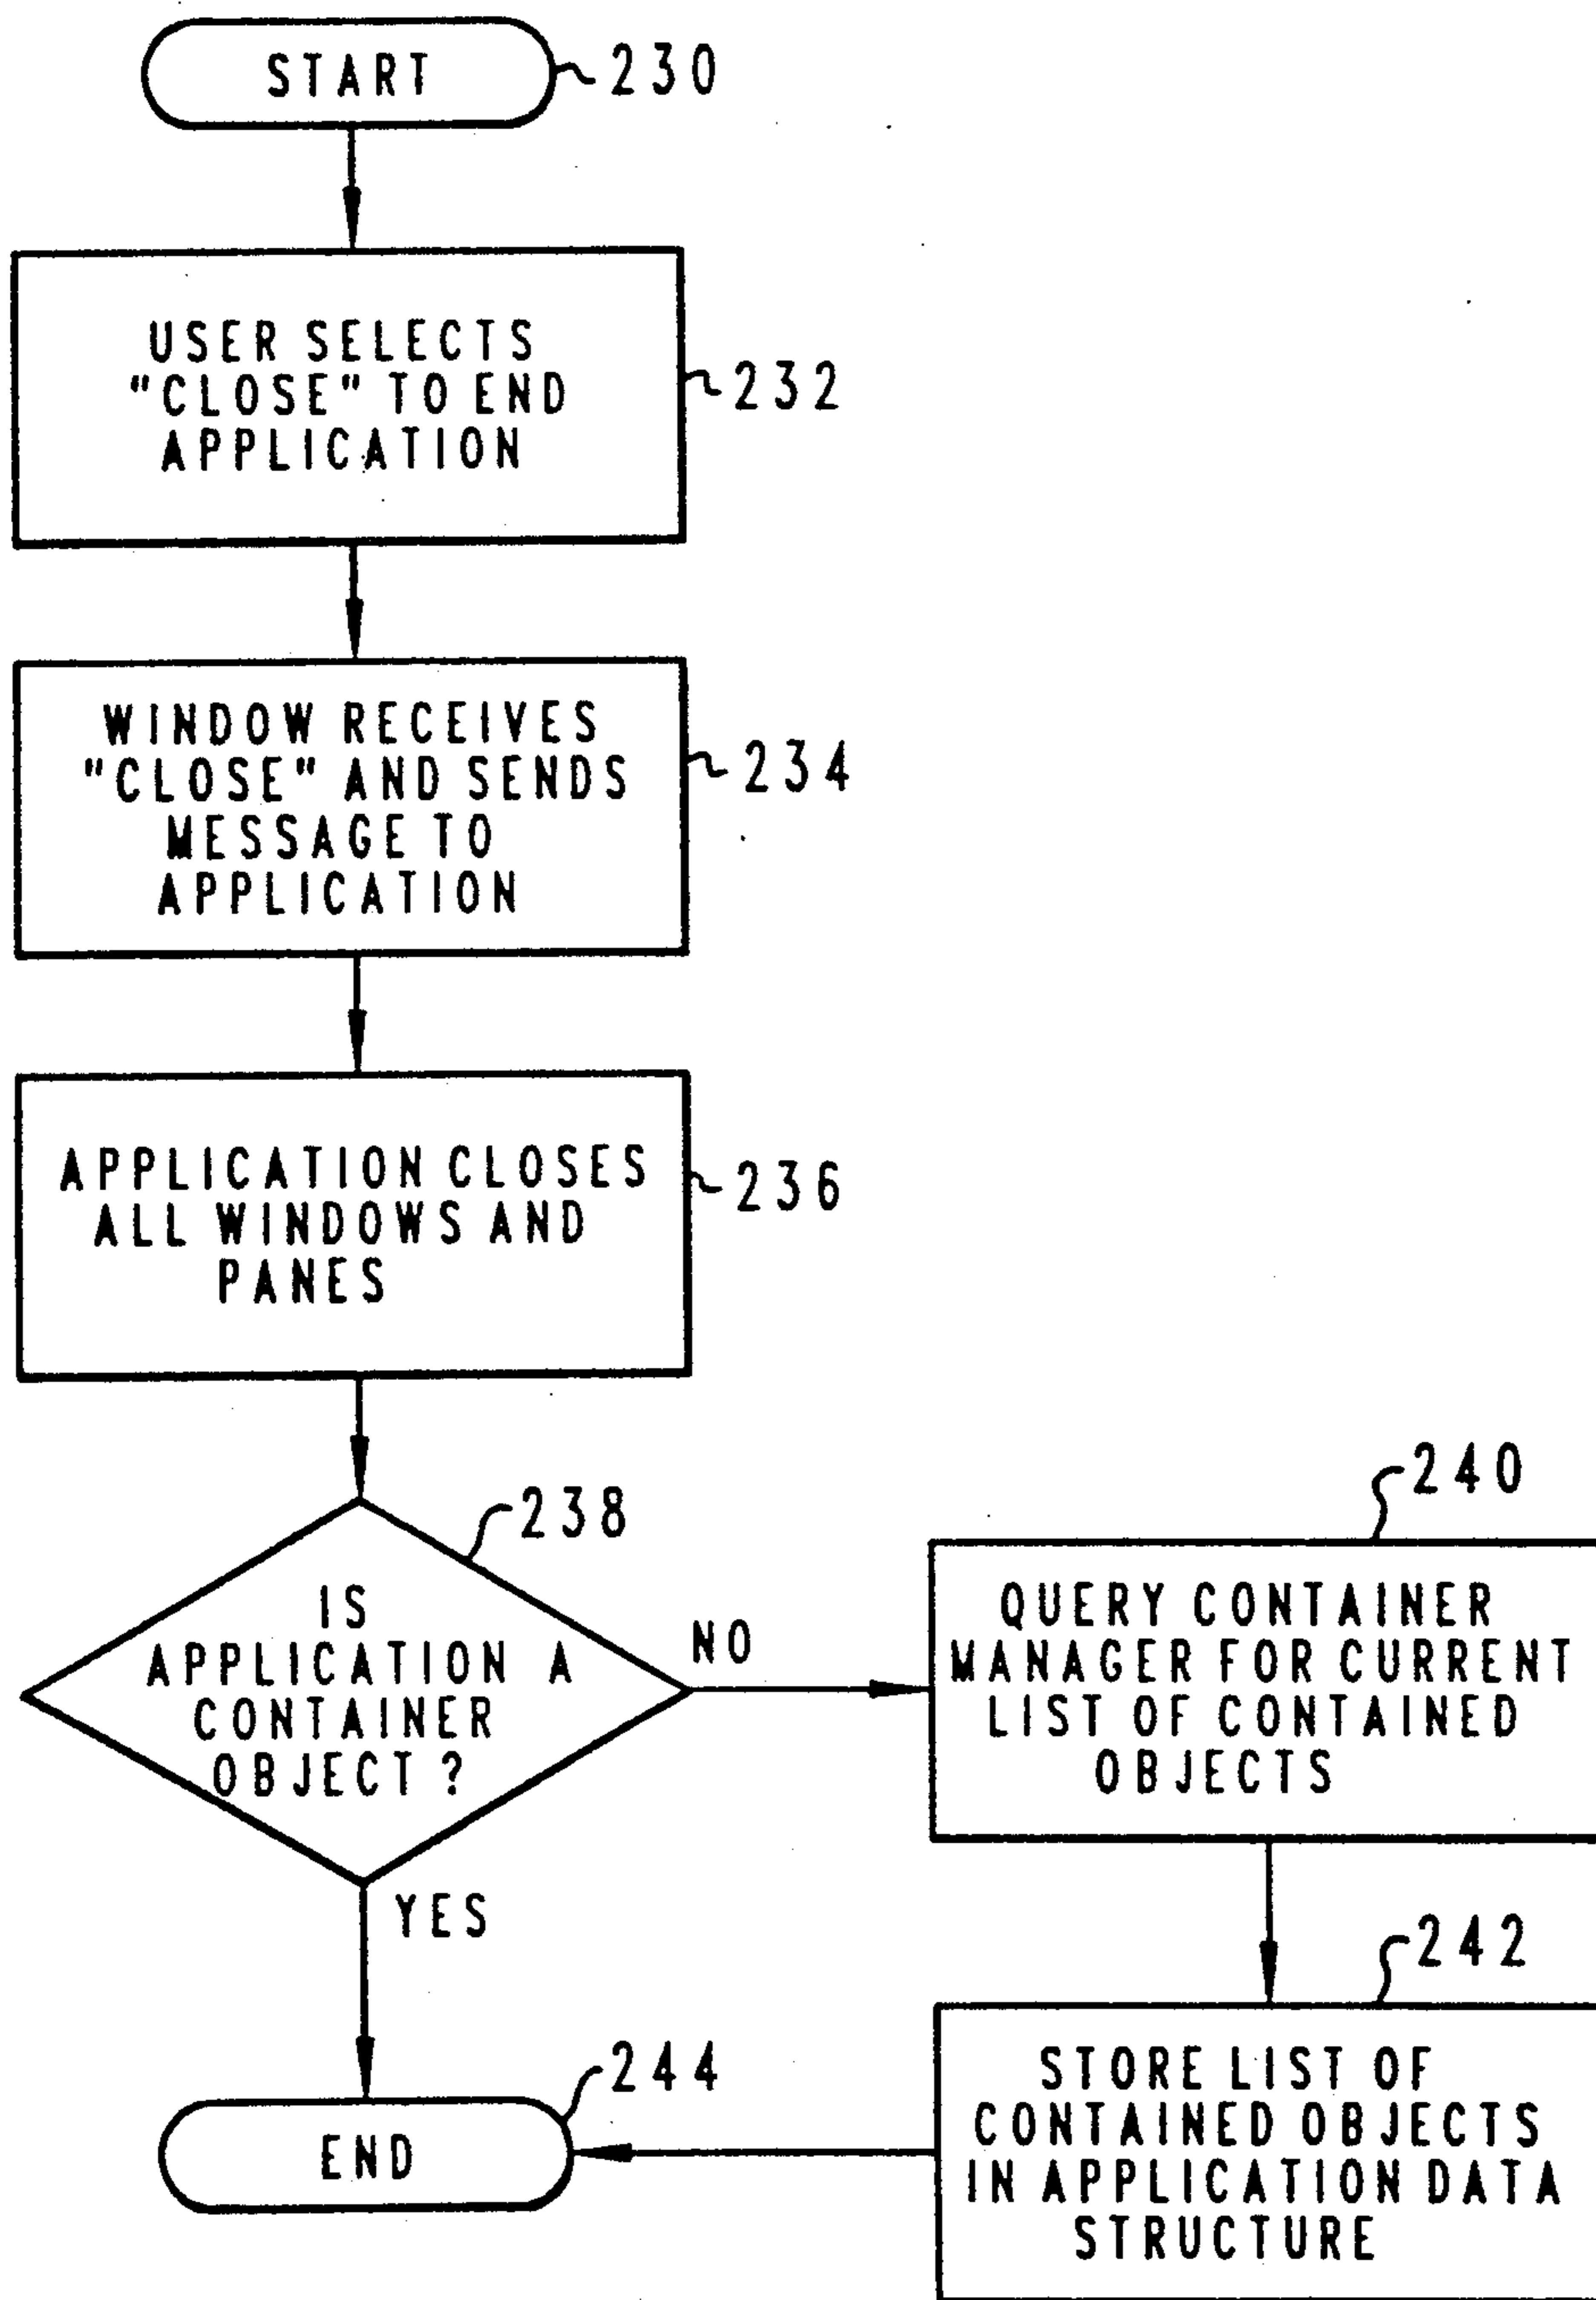 START
230
USER SELECTS
"CLOSE" TO END
APPLICATION
232
WINDOW RECEIVES
"CLOSE" AND SENDS
MESSAGE TO
APPLICATION
234
APPLICATION CLOSES
ALL WINDOWS AND
PANES
236
238
IS
APPLICATION A
CONTAINER
OBJECT?
NO
YES
240
QUERY CONTAINER
MANAGER FOR CURRENT
LIST OF CONTAINED
OBJECTS
242
STORE LIST OF
CONTAINED OBJECTS
IN APPLICATION DATA
STRUCTURE
244
END